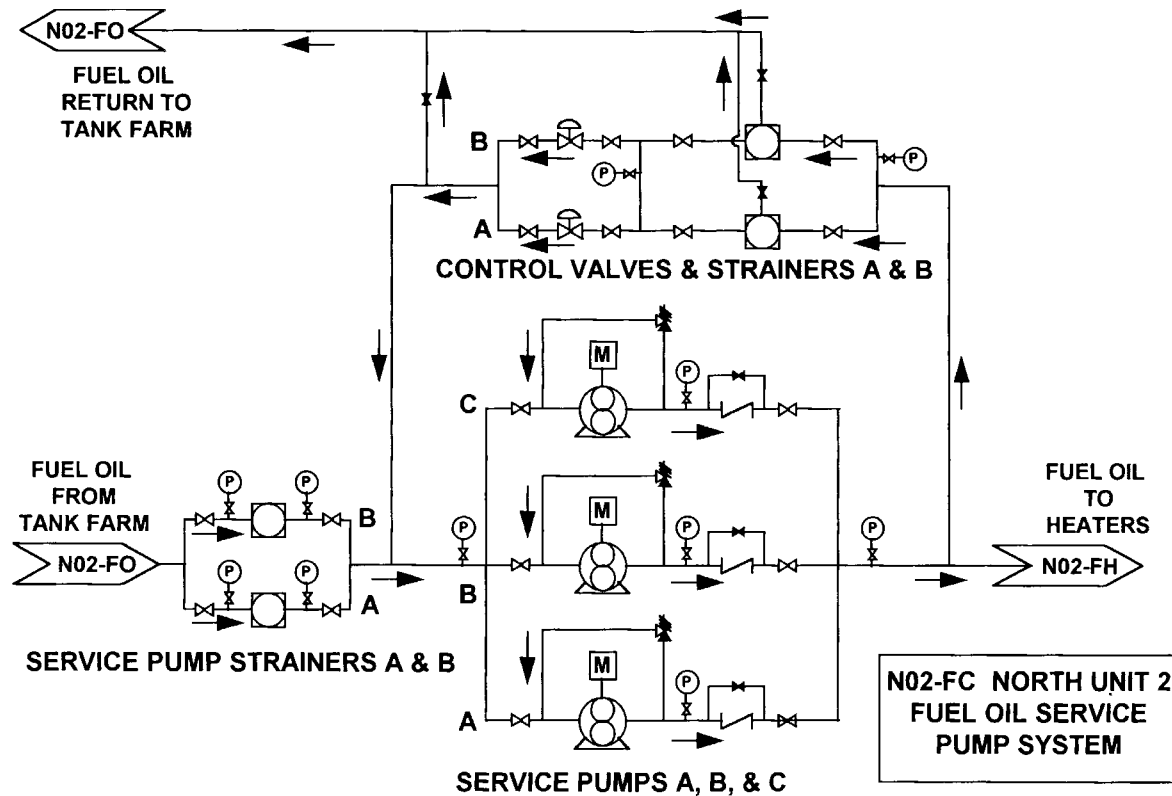 N02-FO
FUEL OIL
RETURN TO
TANK FARM
B
P
P
A
CONTROL VALVES & STRAINERS A & B
M
P
C
FUEL OIL
FROM
TANK FARM
N02-FO
P
P
B
P
P
A
SERVICE PUMP STRAINERS A & B
P
M
P
B
P
FUEL OIL
TO
HEATERS
N02-FH
M
P
A
SERVICE PUMPS A, B, & C
N02-FC NORTH UNIT 2
FUEL OIL SERVICE
PUMP SYSTEM